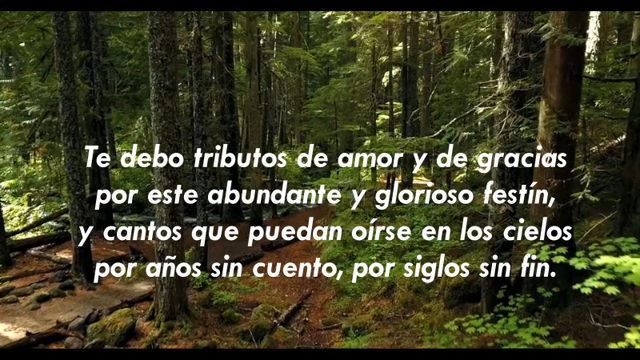 Te debo tributos de amor y de gracias
por este abundante y glorioso festín,
y cantos que puedan oírse en los cielos
por años sin cuento, por siglos sin fin.